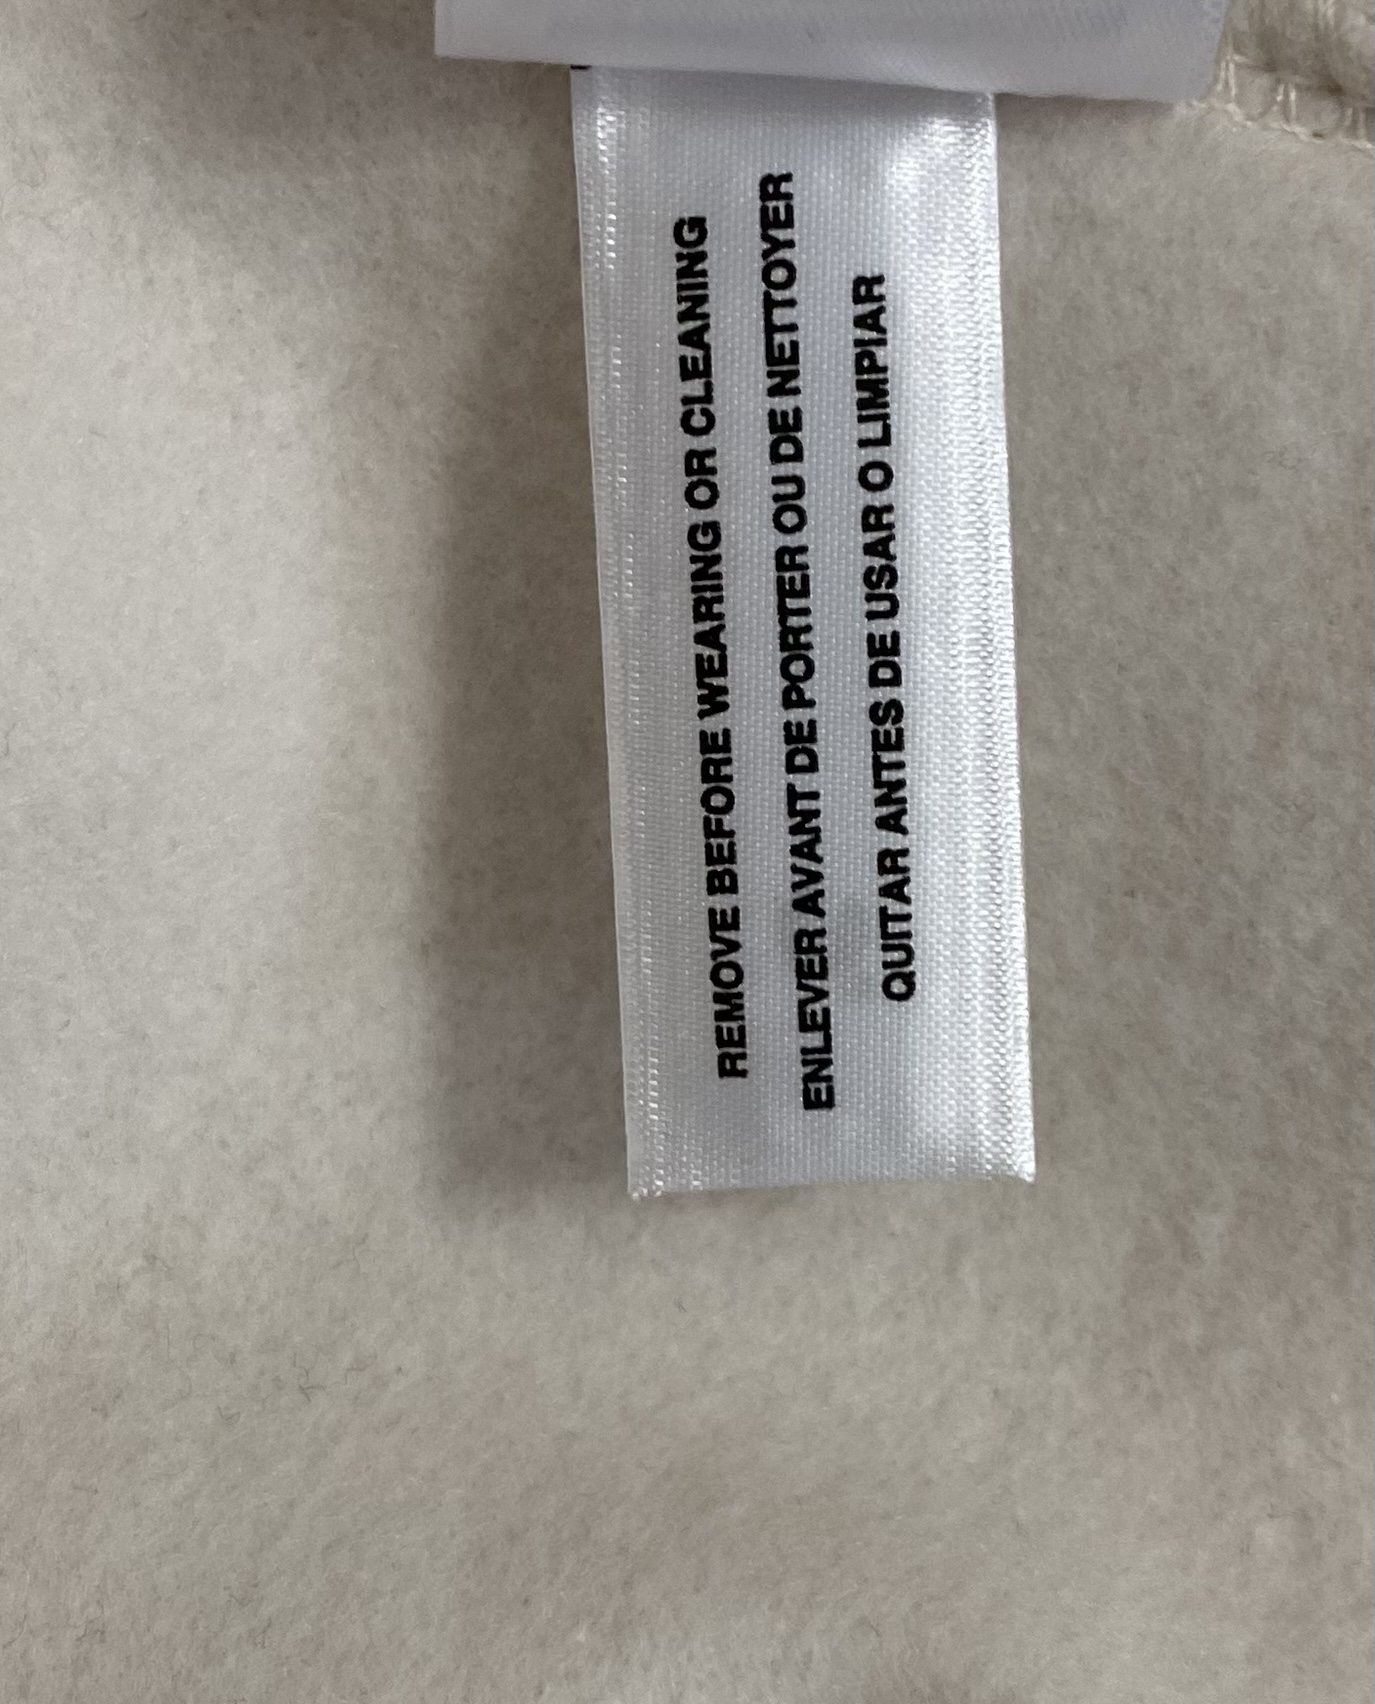 REMOVE BEFORE WEARING OR CLEANING
ENLEVER AVANT DE PORTER OU DE NETTOYER
QUITAR ANTES DE USAR O LIMPIAR